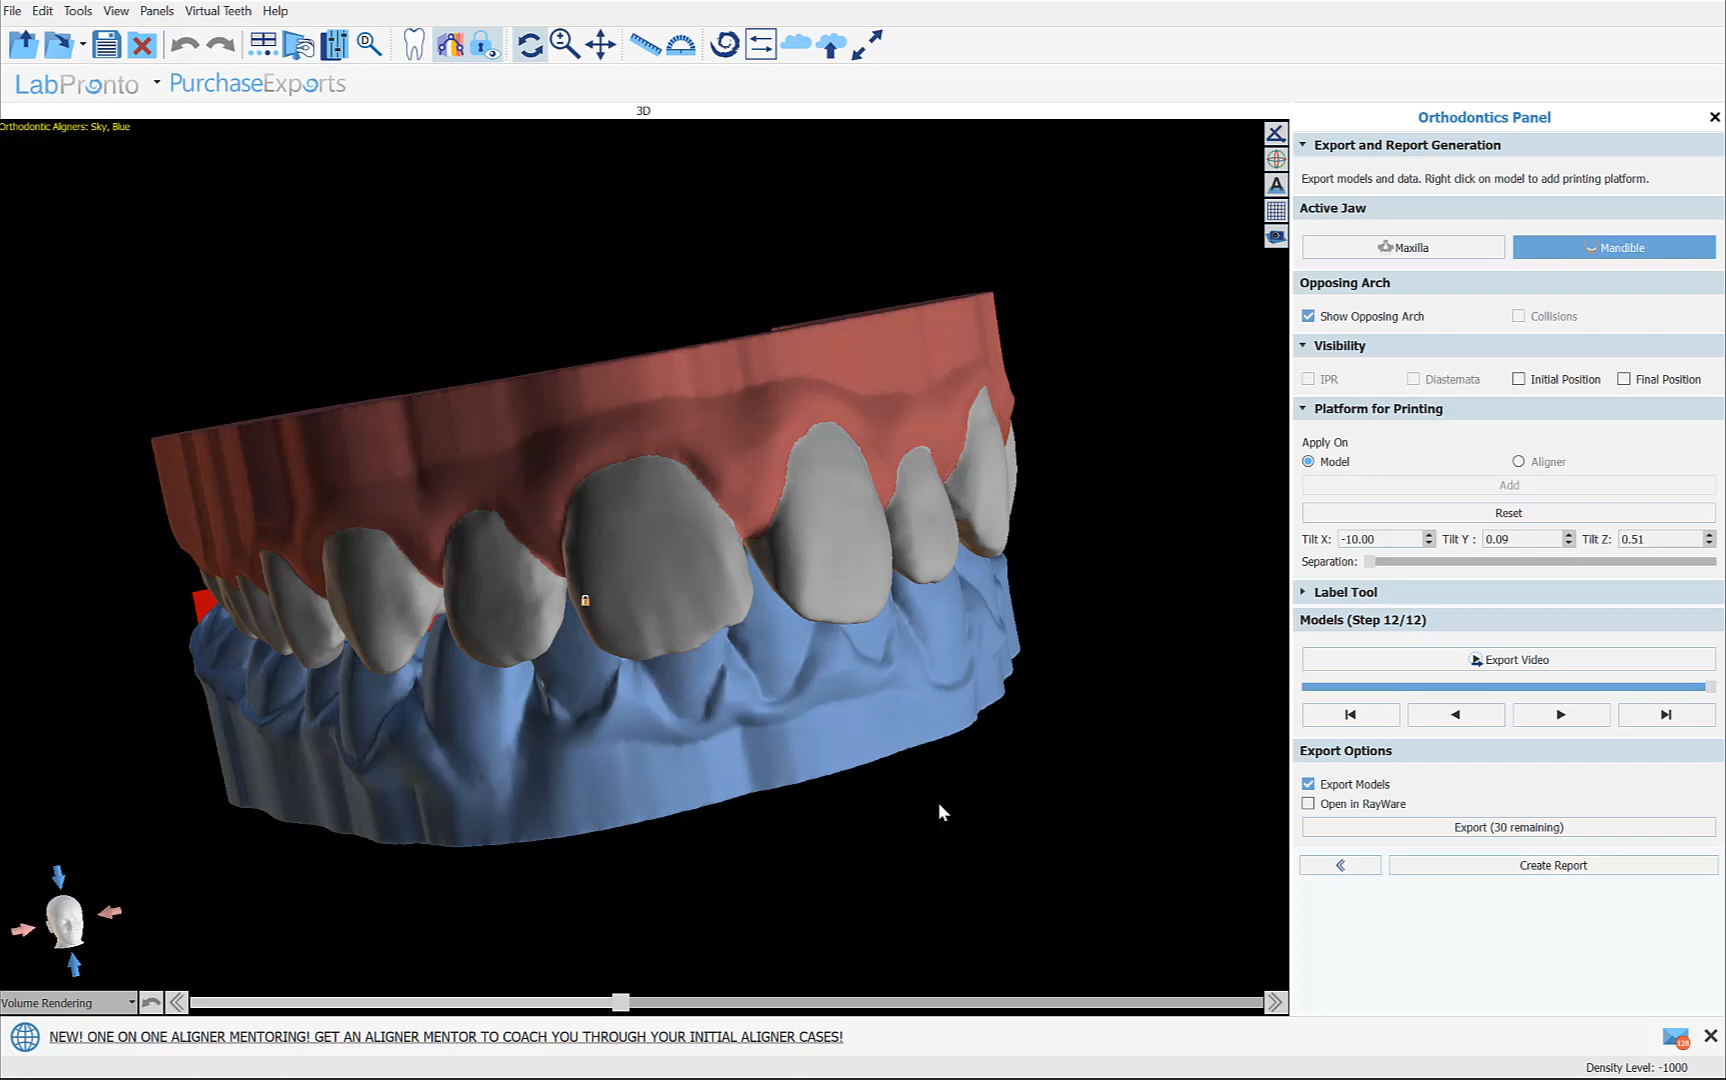 File Edit Tools View Panels Virtual Teeth Help
D
LabPronto PurchaseExports
3D
Orthodontic Aligners: Sky, Blue
A
Orthodontics Panel
Export and Report Generation
Export models and data. Right click on model to add printing platform.
Active Jaw
Maxilla Mandible
Opposing Arch
Show Opposing Arch Collisions
Visibility
IPR Diastemata Initial Position Final Position
Platform for Printing
Apply On
Model Aligner
Add
Reset
Tilt X: -10.00 Tilt Y : 0.09 Tilt Z: 0.51
Separation:
Label Tool
Models (Step 12/12)
Export Video
Export Options
Export Models
Open in RayWare
Export (30 remaining)
Create Report
Volume Rendering
NEW! ONE ON ONE ALIGNER MENTORING! GET AN ALIGNER MENTOR TO COACH YOU THROUGH YOUR INITIAL ALIGNER CASES!
128
Density Level: -1000